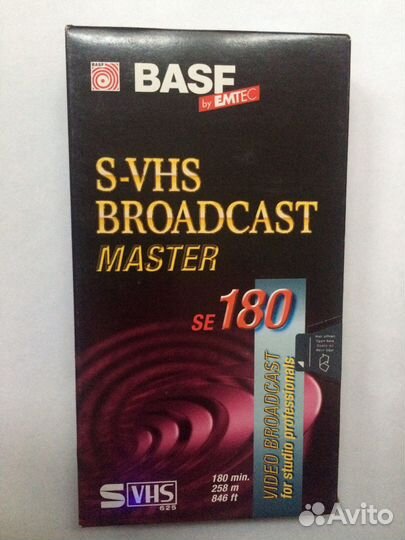 BASF
BASF
by EMTEC
S-VHS
BROADCAST
MASTER
SE 180
VIDEO BROADCAST
for studio professionals
180 min.
258 m
846 ft
S VHS
625
Avito